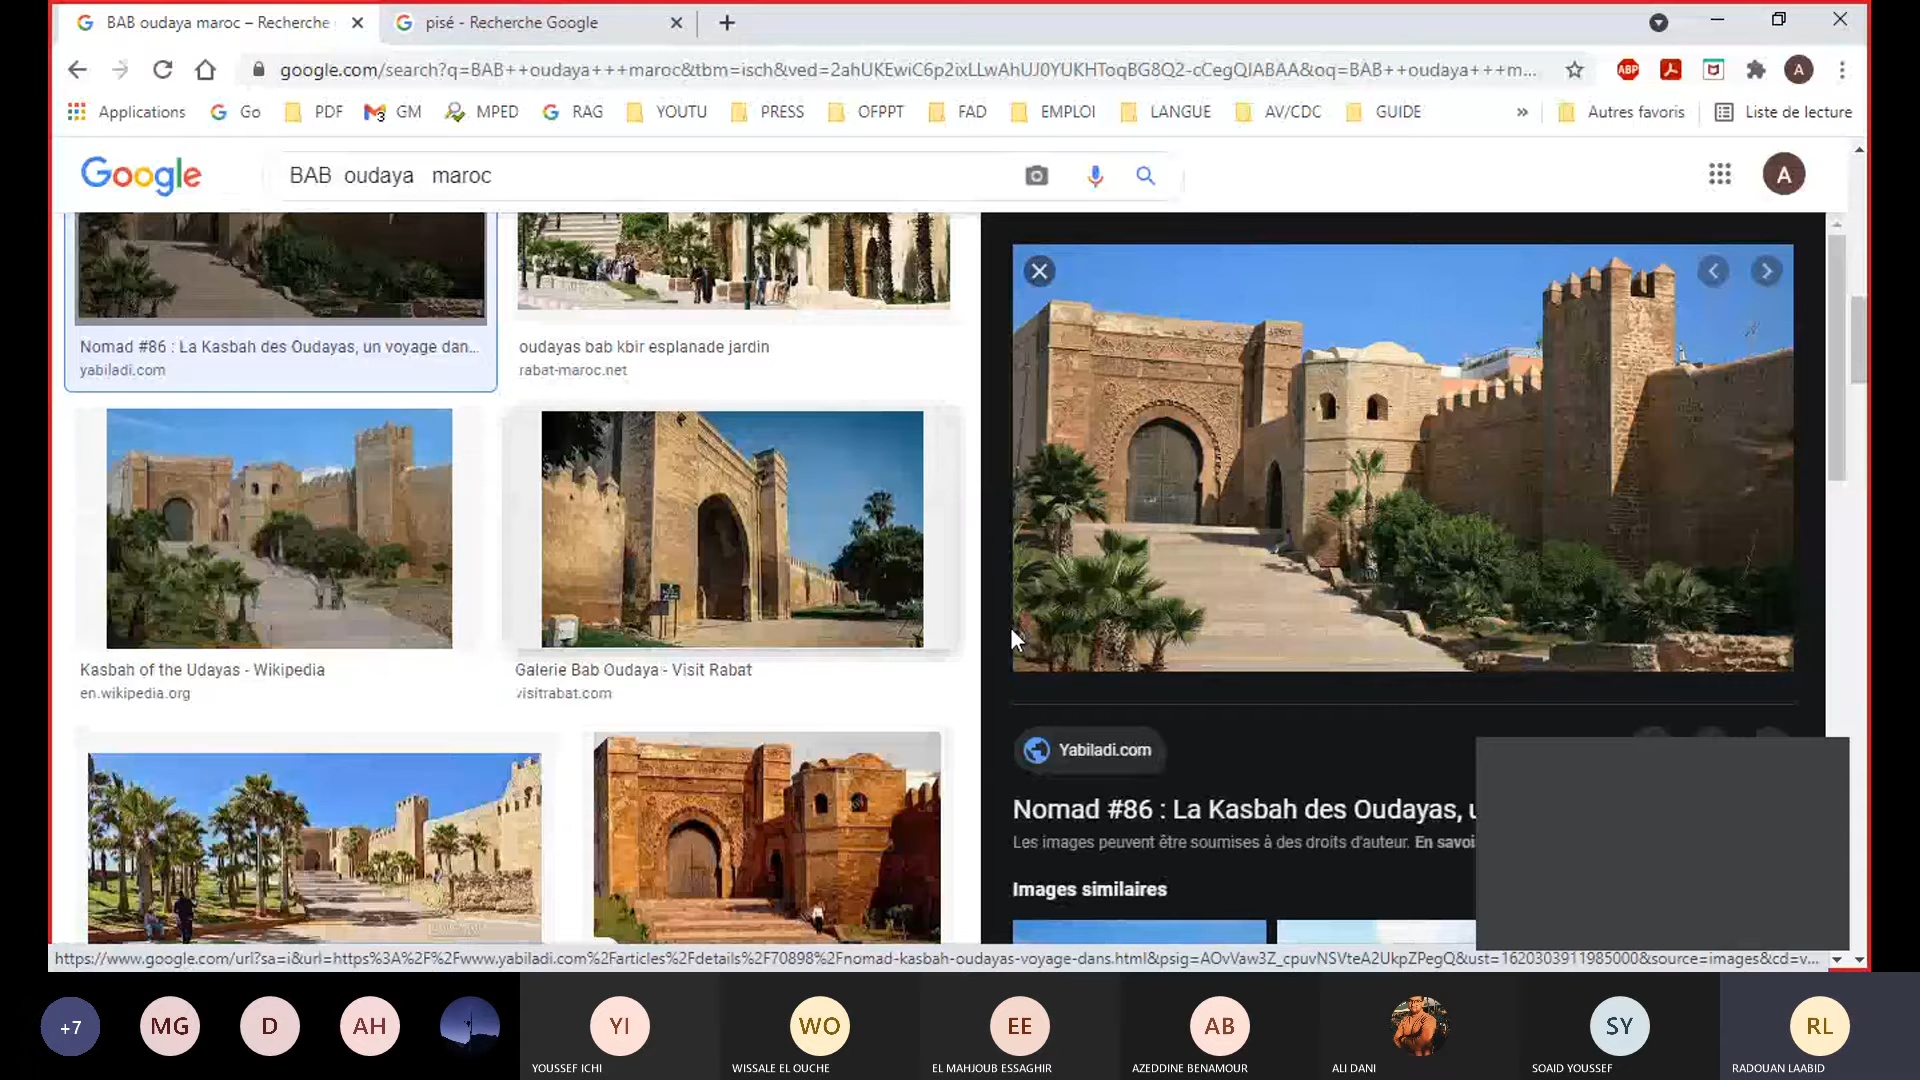 BAB oudaya maroc – Recherche
pisé - Recherche Google
google.com/search?q=BAB++oudaya+++maroc&tbm=isch&ved=2ahUKEwiC6p2ixLLwAhUJ0YUKHToqBG8Q2-cCegQIABAA&oq=BAB++oudaya+++m...
ABP
A
Applications
Go
PDF
GM
MPED
RAG
YOUTU
PRESS
OFPPT
FAD
EMPLOI
LANGUE
AV/CDC
GUIDE
»
Autres favoris
Liste de lecture
Google
BAB oudaya maroc
A
Nomad #86 : La Kasbah des Oudayas, un voyage dan...
yabiladi.com
oudayas bab kbir esplanade jardin
rabat-maroc.net
Kasbah of the Udayas - Wikipedia
en.wikipedia.org
Galerie Bab Oudaya - Visit Rabat
visitrabat.com
Yabiladi.com
Nomad #86 : La Kasbah des Oudayas,
Les images peuvent être soumises à des droits d'auteur. En savoi
Images similaires
https://www.google.com/url?sa=i&url=https%3A%2F%2Fwww.yabiladi.com%2Farticles%2Fdetails%2F70898%2Fnomad-kasbah-oudayas-voyage-dans.html&psig=AOvVaw3Z_cpuvNSVteA2UkpZPegQ&ust=1620303911985000&source=images&cd=v...
+7
MG
D
AH
YI
WO
EE
AB
SY
RL
YOUSSEF ICHI
WISSALE EL OUCHE
EL MAHJOUB ESSAGHIR
AZEDDINE BENAMOUR
ALI DANI
SOAID YOUSSEF
RADOUAN LAABID